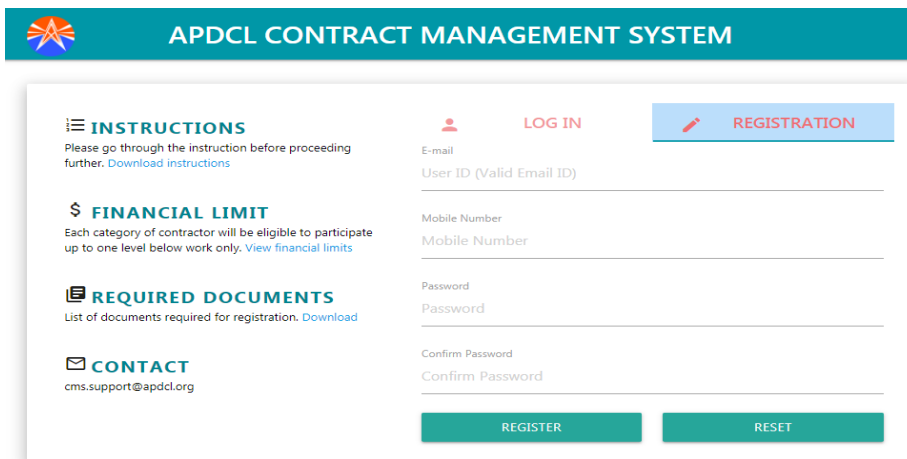 APDCL CONTRACT MANAGEMENT SYSTEM
INSTRUCTIONS
Please go through the instruction before proceeding
further. Download instructions
FINANCIAL LIMIT
Each category of contractor will be eligible to participate
up to one level below work only. View financial limits
REQUIRED DOCUMENTS
List of documents required for registration. Download
CONTACT
cms.support@apdcl.org
LOG IN
REGISTRATION
E-mail
User ID (Valid Email ID)
Mobile Number
Mobile Number
Password
Password
Confirm Password
Confirm Password
REGISTER
RESET